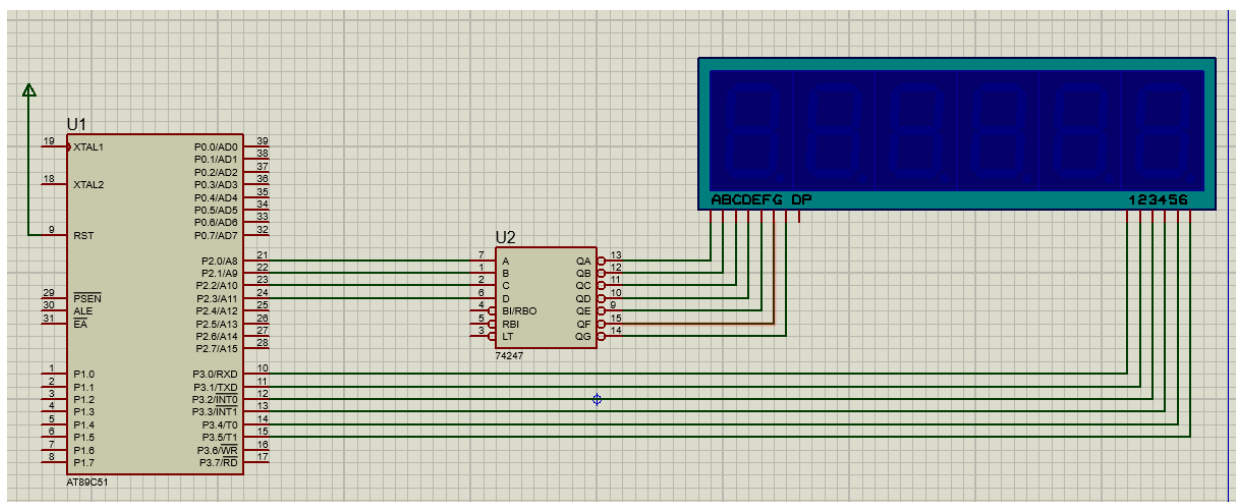 U1
19 XTAL1
18 XTAL2
9 RST
29 PSEN
30 ALE
31 EA
1 P1.0
2 P1.1
3 P1.2
4 P1.3
5 P1.4
6 P1.5
7 P1.6
8 P1.7
P0.0/AD0 39
P0.1/AD1 38
P0.2/AD2 37
P0.3/AD3 36
P0.4/AD4 35
P0.5/AD5 34
P0.6/AD6 33
P0.7/AD7 32
P2.0/A8 21
P2.1/A9 22
P2.2/A10 23
P2.3/A11 24
P2.4/A12 25
P2.5/A13 26
P2.6/A14 27
P2.7/A15 28
P3.0/RXD 10
P3.1/TXD 11
P3.2/INT0 12
P3.3/INT1 13
P3.4/T0 14
P3.5/T1 15
P3.6/WR 16
P3.7/RD 17
AT89C51
U2
7 A QA 13
1 B QB 12
2 C QC 11
6 D QD 10
4 BI/RBO QE 9
5 RBI QF 15
3 LT QG 14
74247
ABCDEFG DP 123456